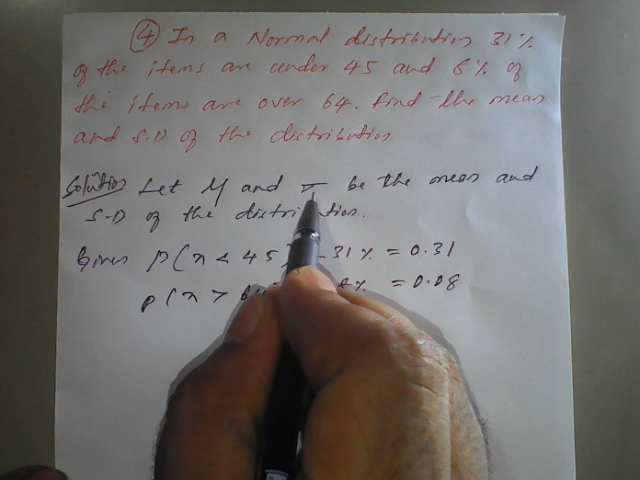 ④ In a Normal distribution 31%
of the items are under 45 and 8% of
the items are over 64. find the mean
and S.D of the distribution
Solution Let M and σ be the mean and
S.D of the distribution.
Given P(x < 45) 31% = 0.31
P(x > 8% = 0.08